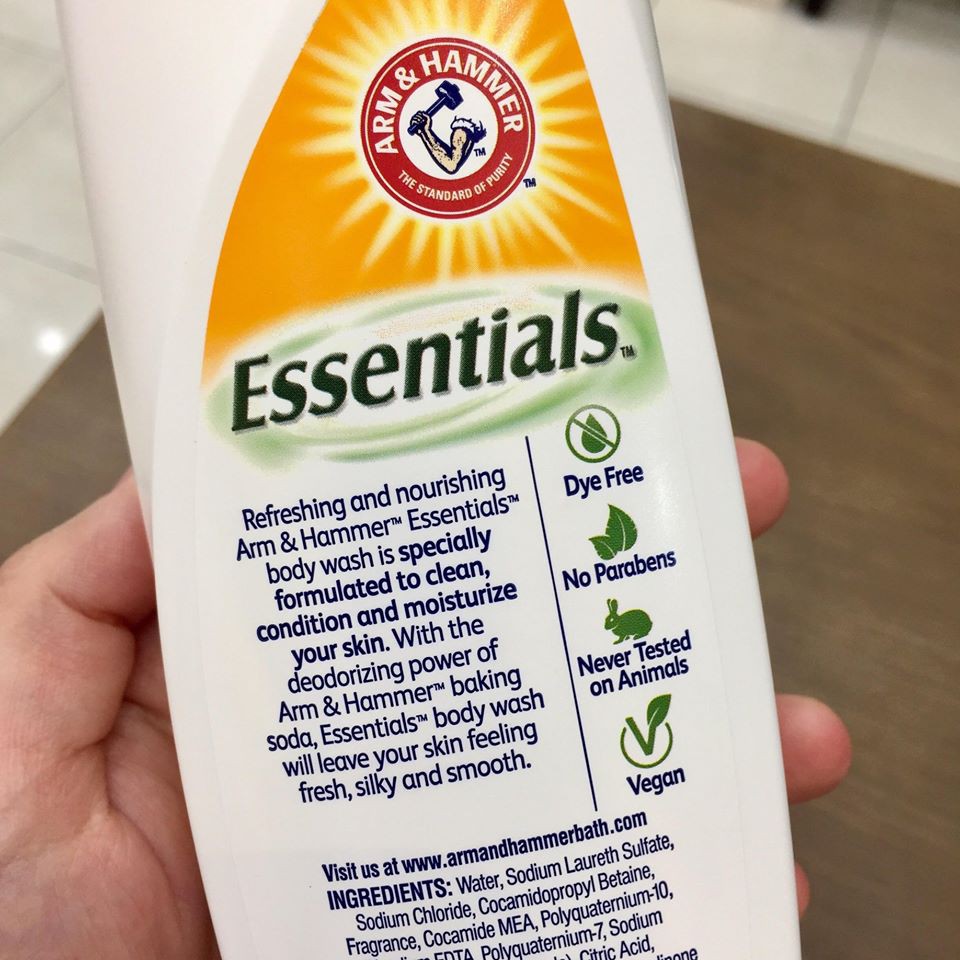 ARM & HAMMER
TM
THE STANDARD OF PURITY
TM
Essentials™
Refreshing and nourishing
Arm & Hammer™ Essentials™
body wash is specially
formulated to clean,
condition and moisturize
your skin. With the
deodorizing power of
Arm & Hammer™ baking
soda, Essentials™ body wash
will leave your skin feeling
fresh, silky and smooth.
Dye Free
No Parabens
Never Tested
on Animals
Vegan
Visit us at www.armandhammerbath.com
INGREDIENTS: Water, Sodium Laureth Sulfate,
Sodium Chloride, Cocamidopropyl Betaine,
Fragrance, Cocamide MEA, Polyquaternium-10,
EDTA, Polyquaternium-7, Sodium
Citric Acid,